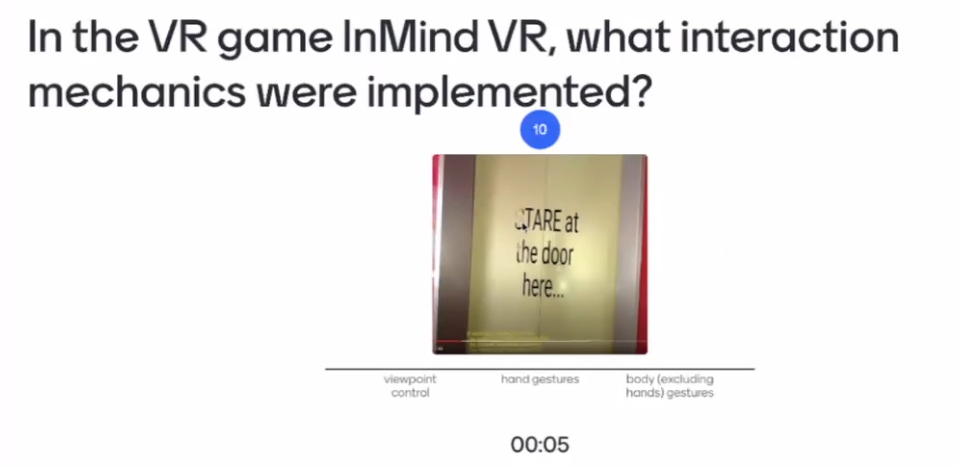 In the VR game InMind VR, what interaction
mechanics were implemented?
10
STARE at
the door
here...
viewpoint
control
hand gestures
body (excluding
hands) gestures
00:05